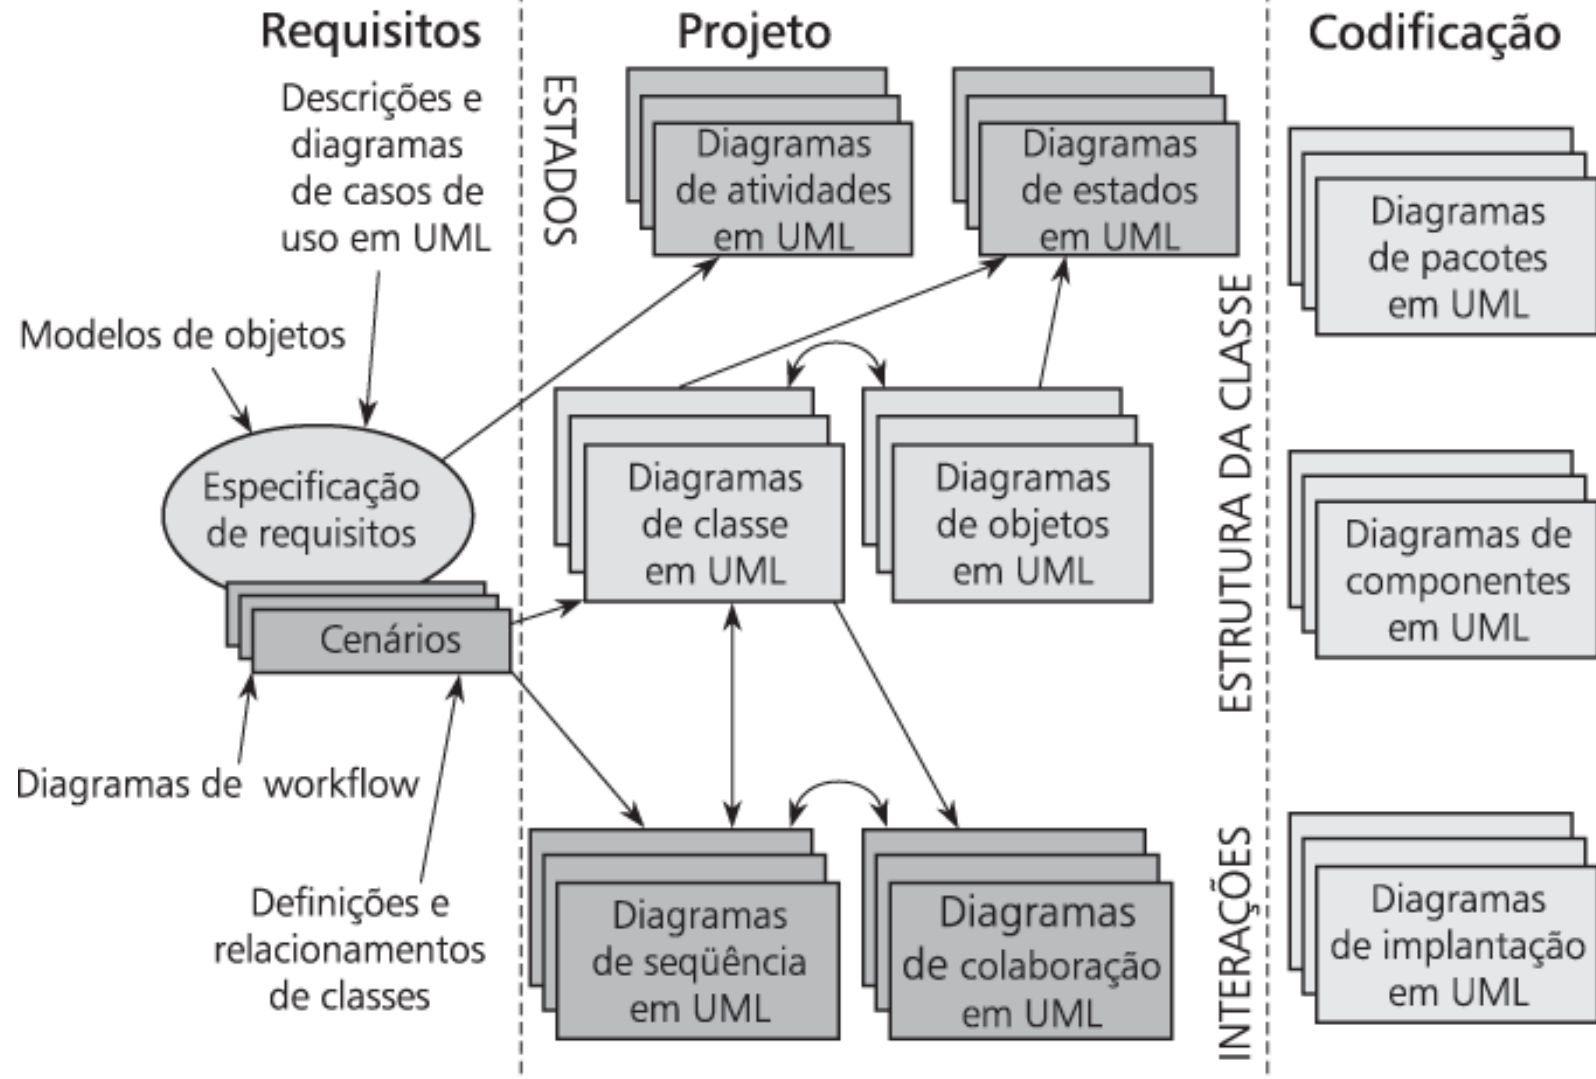 Requisitos
Descrições e
diagramas
de casos de
uso em UML
Modelos de objetos
Especificação
de requisitos
Cenários
Diagramas de workflow
Definições e
relacionamentos
de classes
Projeto
ESTADOS
Diagramas
de atividades
em UML
Diagramas
de estados
em UML
Diagramas
de classe
em UML
Diagramas
de objetos
em UML
ESTRUTURA DA CLASSE
Diagramas
de seqüência
em UML
Diagramas
de colaboração
em UML
INTERAÇÕES
Codificação
Diagramas
de pacotes
em UML
Diagramas de
componentes
em UML
Diagramas
de implantação
em UML